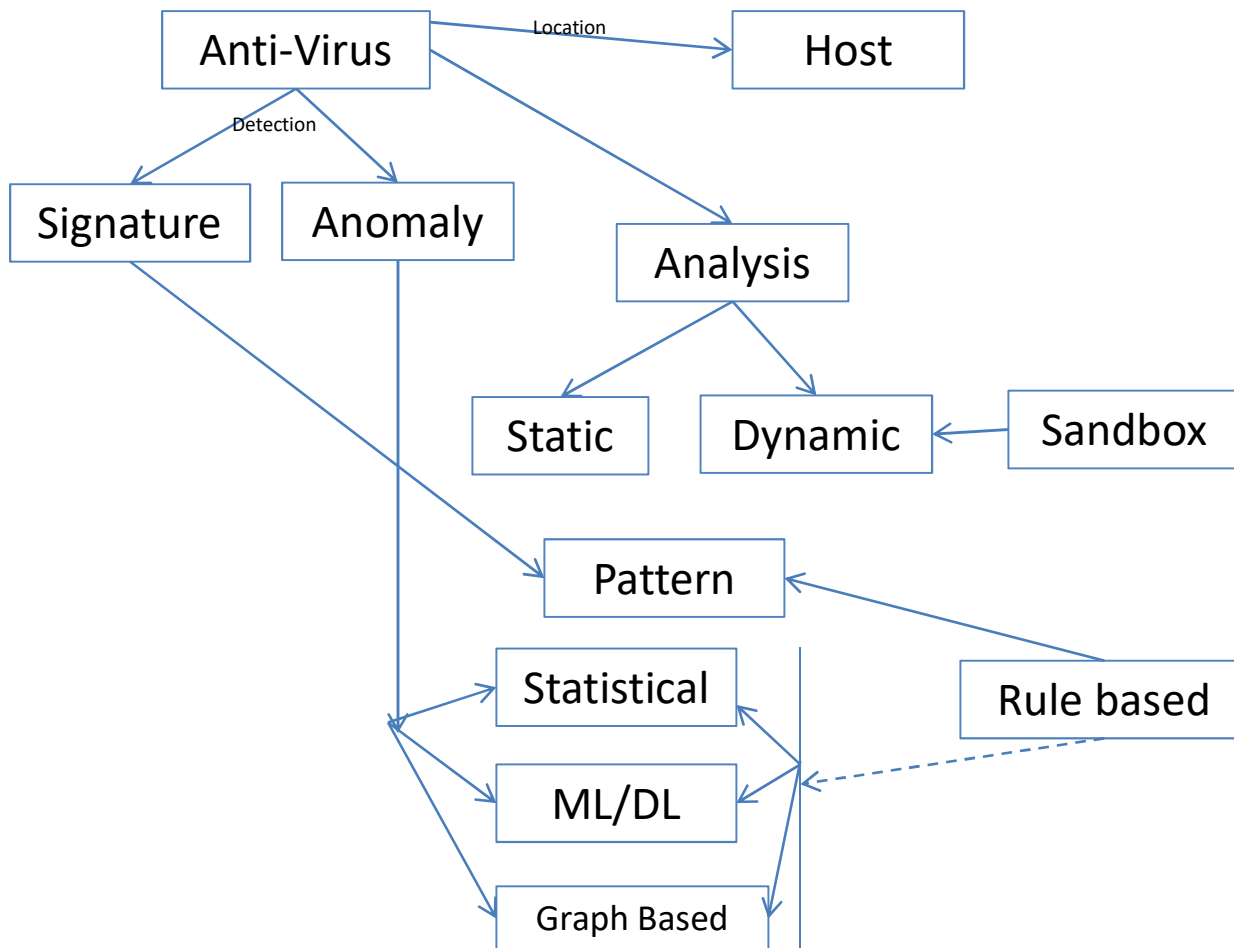 Anti-Virus
Location
Host
Detection
Signature
Anomaly
Analysis
Static
Dynamic
Sandbox
Pattern
Statistical
Rule based
ML/DL
Graph Based